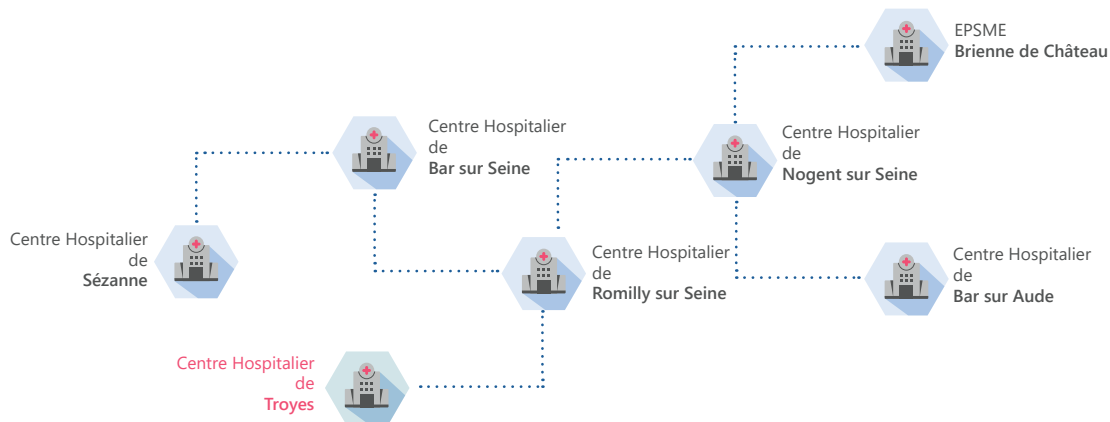 EPSME
Brienne de Château
Centre Hospitalier
de
Bar sur Seine
Centre Hospitalier
de
Nogent sur Seine
Centre Hospitalier
de
Sézanne
Centre Hospitalier
de
Romilly sur Seine
Centre Hospitalier
de
Bar sur Aude
Centre Hospitalier
de
Troyes